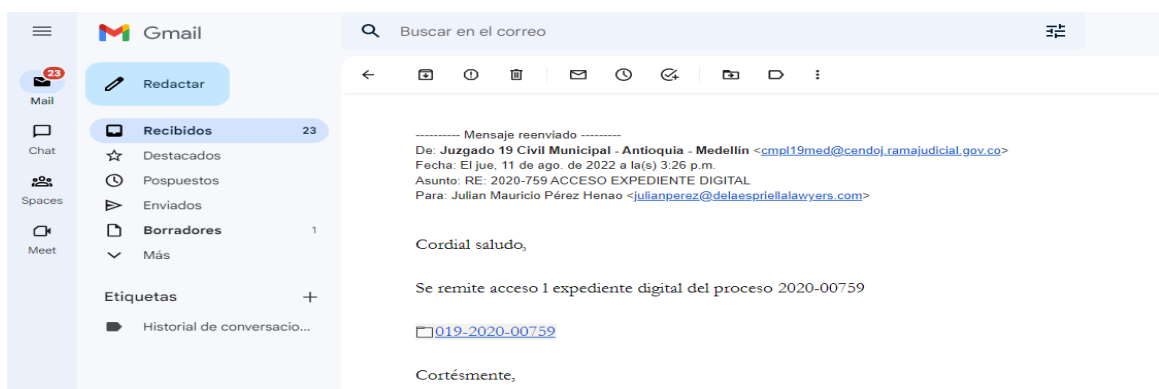 Gmail
Buscar en el correo
23
Mail
Redactar
Recibidos 23
Chat
Destacados
Pospuestos
Spaces
Enviados
Borradores 1
Meet
Más
Etiquetas
Historial de conversacio...
---------- Mensaje reenviado ---------
De: Juzgado 19 Civil Municipal - Antioquia - Medellín <cmpl19med@cendoj.ramajudicial.gov.co>
Fecha: El jue, 11 de ago. de 2022 a la(s) 3:26 p.m.
Asunto: RE: 2020-759 ACCESO EXPEDIENTE DIGITAL
Para: Julian Mauricio Pérez Henao <julianperez@delaespriellalawyers.com>
Cordial saludo,
Se remite acceso l expediente digital del proceso 2020-00759
019-2020-00759
Cortésmente,